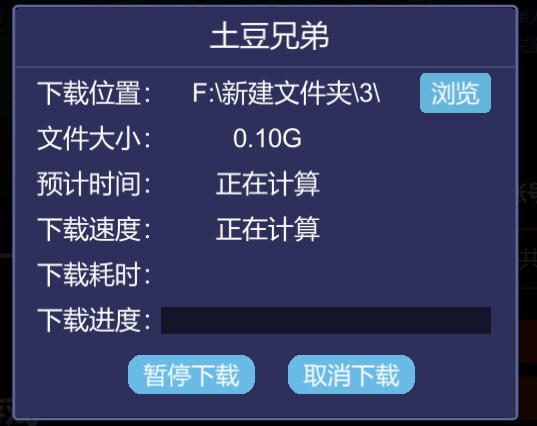 土豆兄弟
下载位置： F:\新建文件夹\3\ 浏览
文件大小： 0.10G
预计时间： 正在计算
下载速度： 正在计算
下载耗时：
下载进度：
暂停下载 取消下载